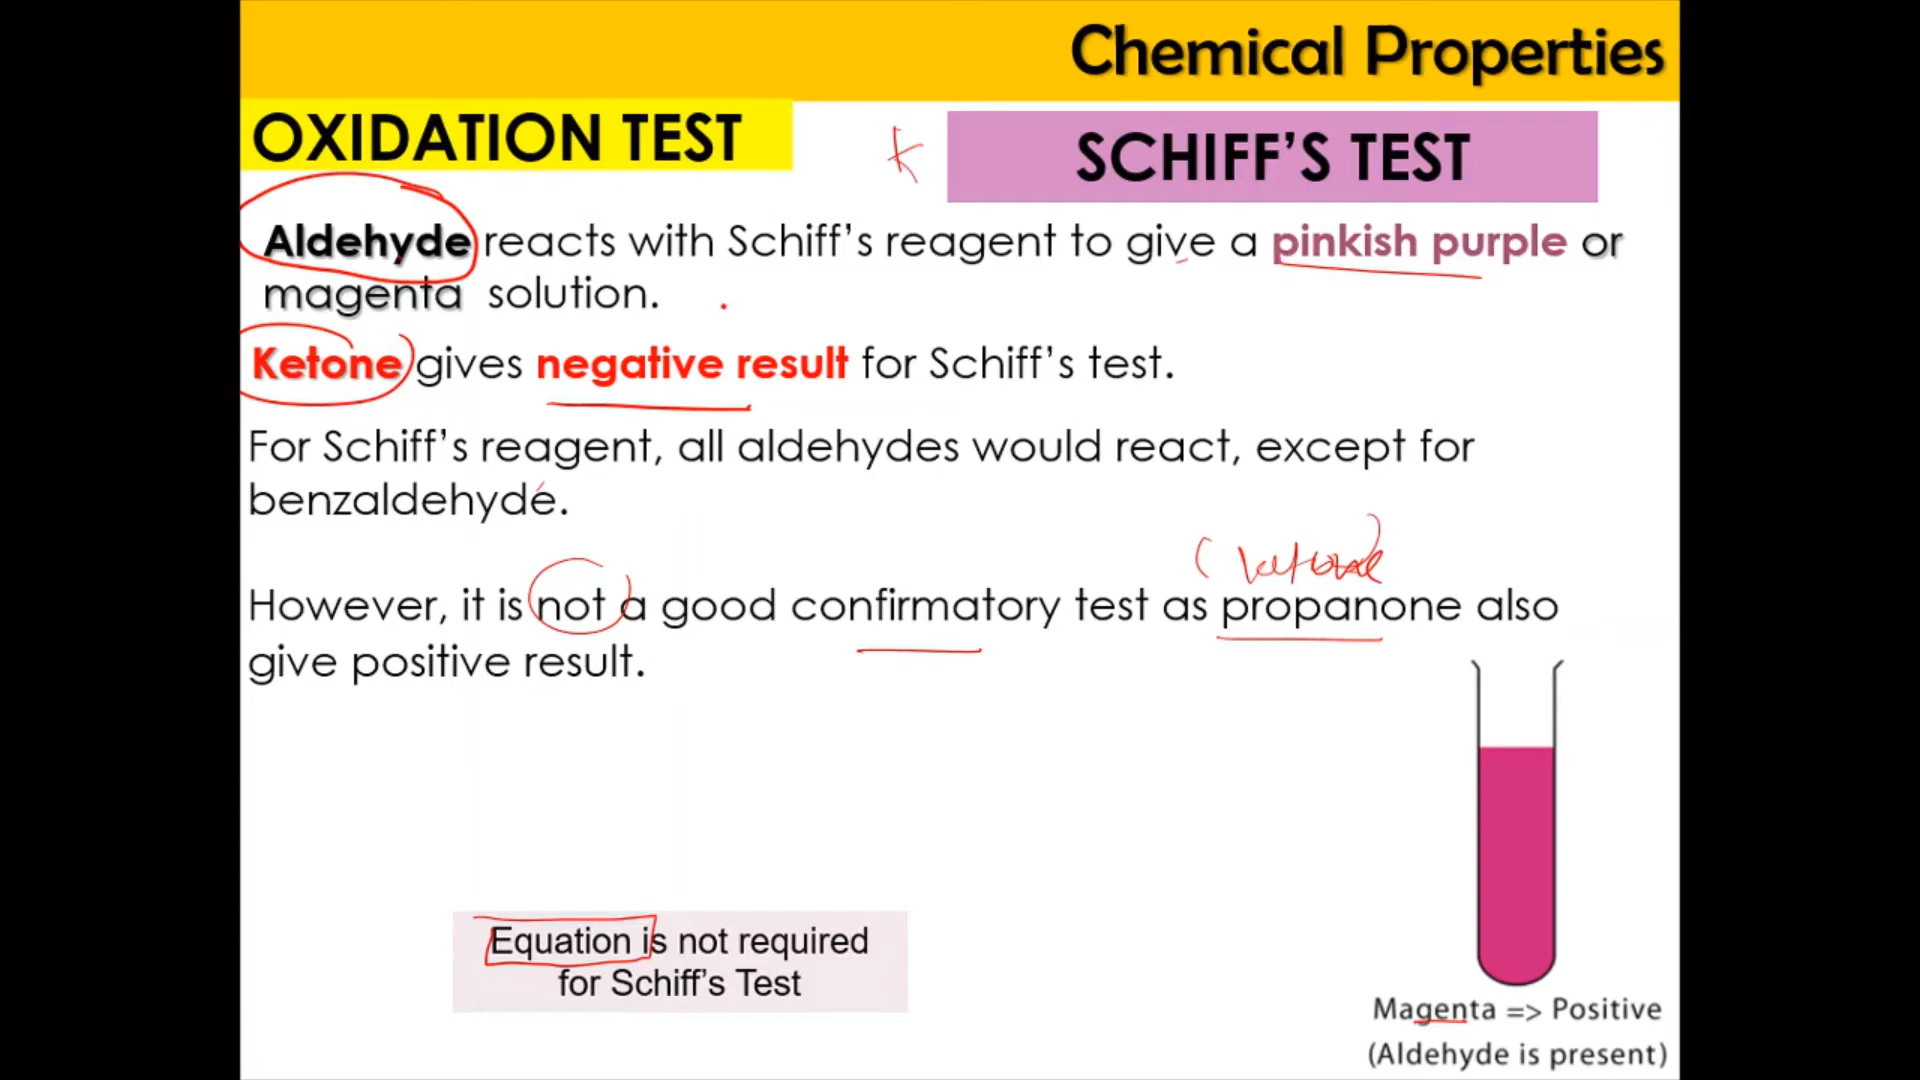 Chemical Properties
OXIDATION TEST
SCHIFF'S TEST
Aldehyde reacts with Schiff's reagent to give a pinkish purple or
magenta solution.
Ketone gives negative result for Schiff's test.
For Schiff's reagent, all aldehydes would react, except for
benzaldehyde.
(ketone)
However, it is not a good confirmatory test as propanone also
give positive result.
Equation is not required
for Schiff's Test
Magenta => Positive
(Aldehyde is present)